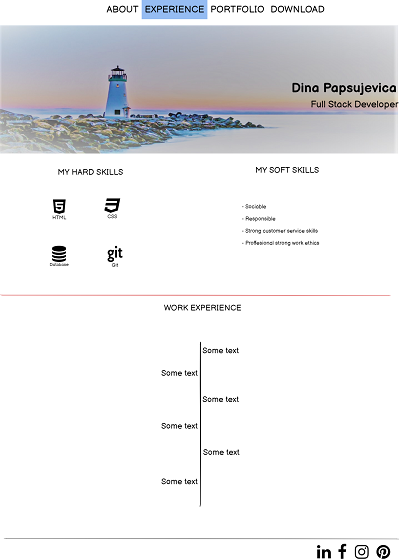 ABOUT EXPERIENCE PORTFOLIO DOWNLOAD
Dina Papsujevica
Full Stack Developer
MY HARD SKILLS
HTML
CSS
Database
git
Git
MY SOFT SKILLS
- Sociable
- Responsible
- Strong customer service skills
- Proffesional strong work ethics
WORK EXPERIENCE
Some text
Some text
Some text
Some text
Some text
Some text